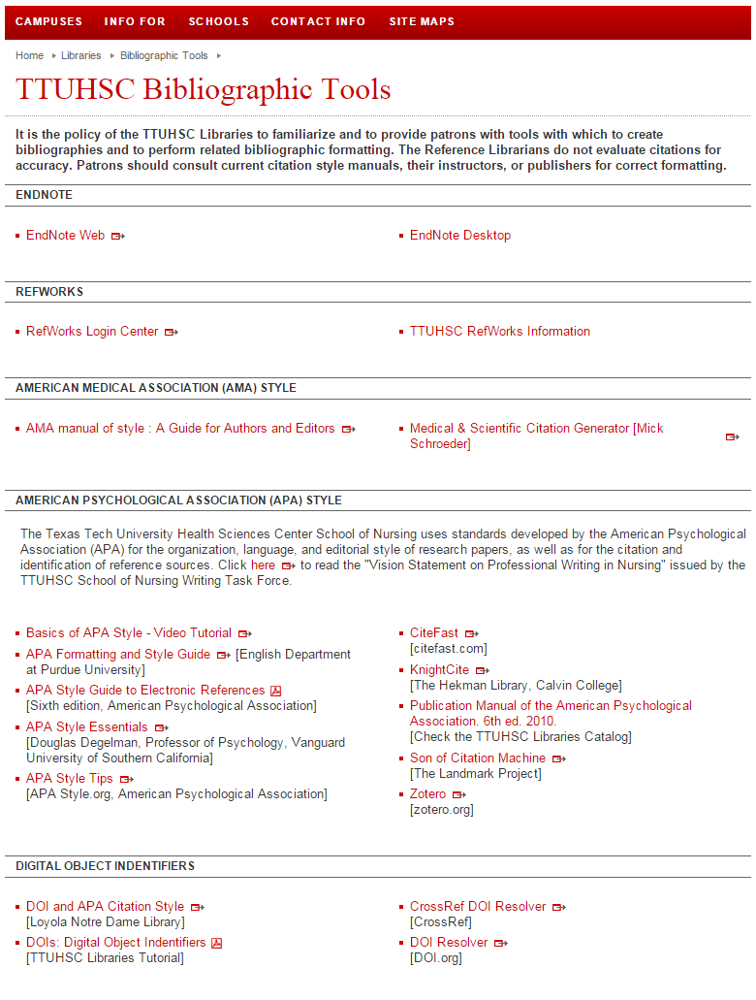 CAMPUSES INFO FOR SCHOOLS CONTACT INFO SITE MAPS
Home Libraries Bibliographic Tools
TTUHSC Bibliographic Tools
It is the policy of the TTUHSC Libraries to familiarize and to provide patrons with tools with which to create
bibliographies and to perform related bibliographic formatting. The Reference Librarians do not evaluate citations for
accuracy. Patrons should consult current citation style manuals, their instructors, or publishers for correct formatting.
ENDNOTE
EndNote Web
EndNote Desktop
REFWORKS
RefWorks Login Center
TTUHSC RefWorks Information
AMERICAN MEDICAL ASSOCIATION (AMA) STYLE
AMA manual of style : A Guide for Authors and Editors
Medical & Scientific Citation Generator [Mick
Schroeder]
AMERICAN PSYCHOLOGICAL ASSOCIATION (APA) STYLE
The Texas Tech University Health Sciences Center School of Nursing uses standards developed by the American Psychological
Association (APA) for the organization, language, and editorial style of research papers, as well as for the citation and
identification of reference sources. Click here to read the "Vision Statement on Professional Writing in Nursing" issued by the
TTUHSC School of Nursing Writing Task Force.
Basics of APA Style - Video Tutorial
APA Formatting and Style Guide [English Department
at Purdue University]
APA Style Guide to Electronic References
[Sixth edition, American Psychological Association]
APA Style Essentials
[Douglas Degelman, Professor of Psychology, Vanguard
University of Southern California]
APA Style Tips
[APA Style.org, American Psychological Association]
CiteFast
[citefast.com]
KnightCite
[The Hekman Library, Calvin College]
Publication Manual of the American Psychological
Association. 6th ed. 2010.
[Check the TTUHSC Libraries Catalog]
Son of Citation Machine
[The Landmark Project]
Zotero
[zotero.org]
DIGITAL OBJECT INDENTIFIERS
DOI and APA Citation Style
[Loyola Notre Dame Library]
DOIs: Digital Object Indentifiers
[TTUHSC Libraries Tutorial]
CrossRef DOI Resolver
[CrossRef]
DOI Resolver
[DOI.org]